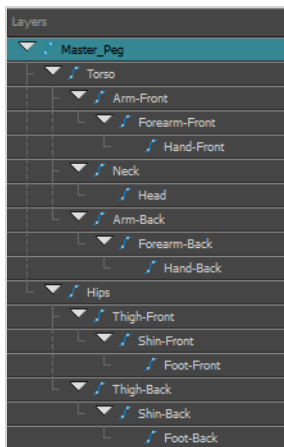 Layers
Master_Peg
Torso
Arm-Front
Forearm-Front
Hand-Front
Neck
Head
Arm-Back
Forearm-Back
Hand-Back
Hips
Thigh-Front
Shin-Front
Foot-Front
Thigh-Back
Shin-Back
Foot-Back